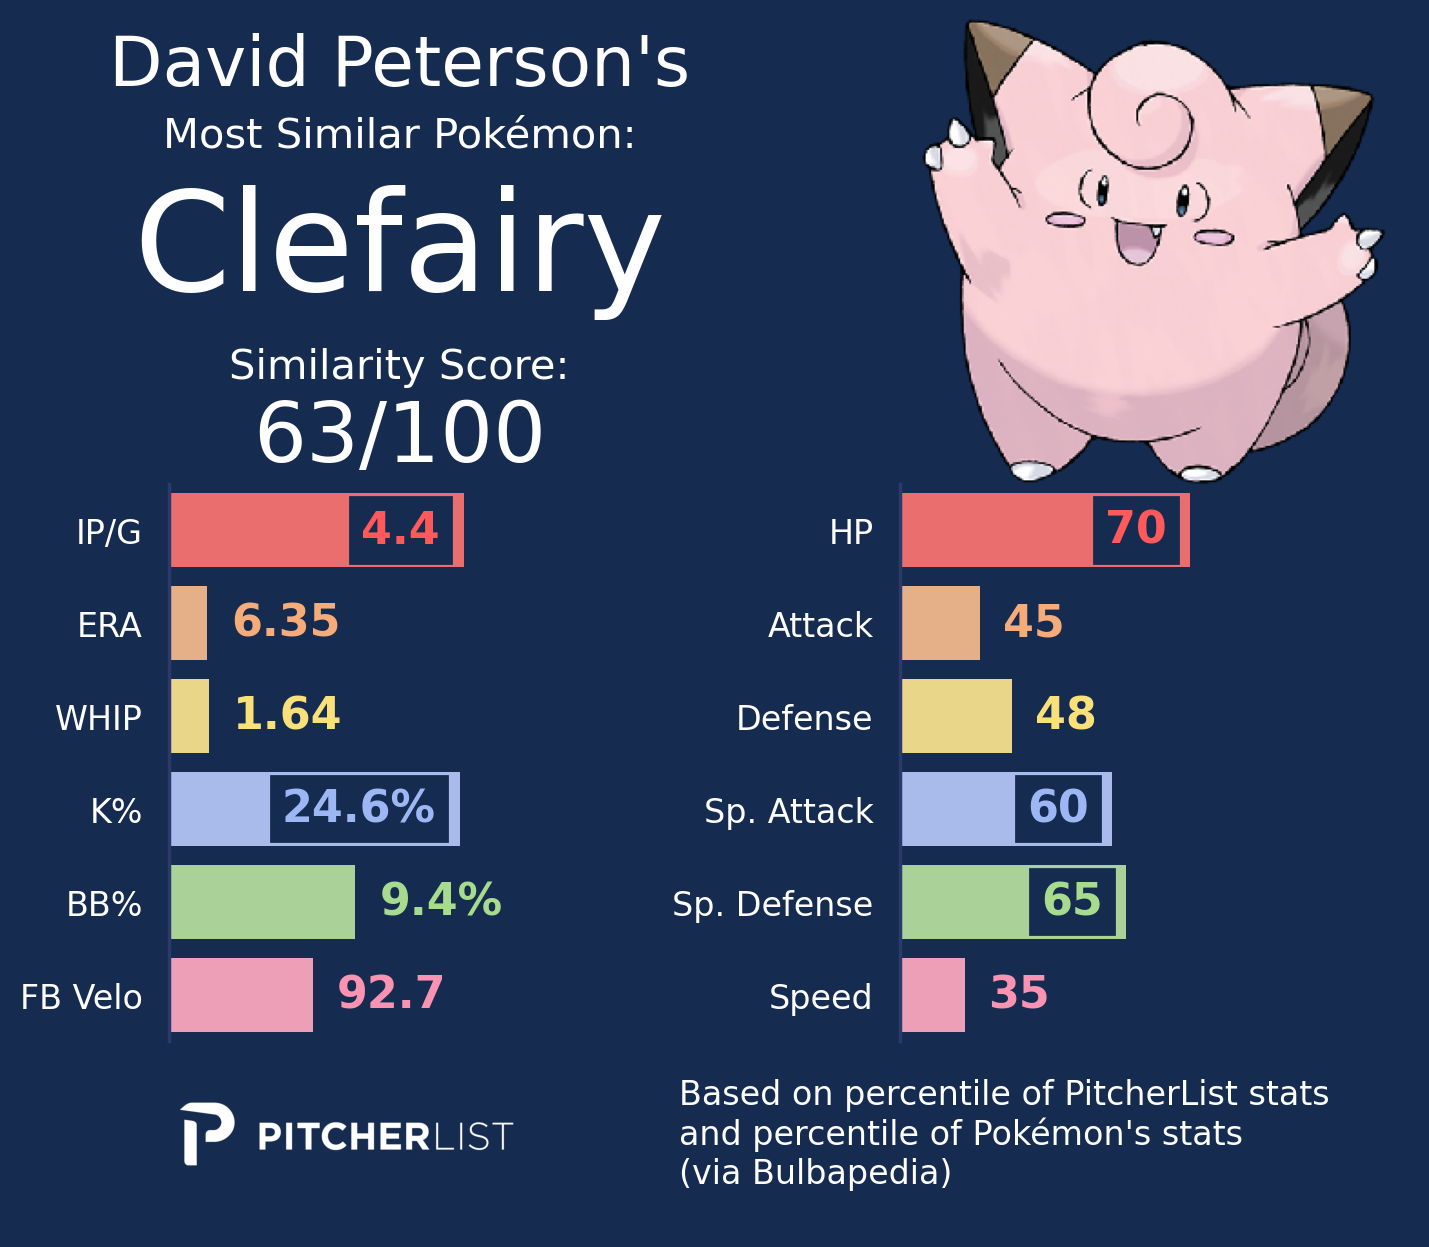 David Peterson's
Most Similar Pokémon:
Clefairy
Similarity Score:
63/100
IP/G 4.4
ERA 6.35
WHIP 1.64
K% 24.6%
BB% 9.4%
FB Velo 92.7
HP 70
Attack 45
Defense 48
Sp. Attack 60
Sp. Defense 65
Speed 35
PITCHERLIST
Based on percentile of PitcherList stats
and percentile of Pokémon's stats
(via Bulbapedia)